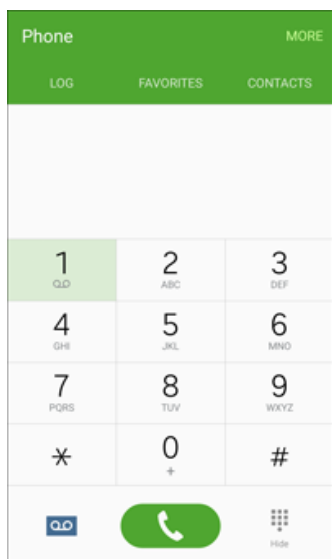 Phone MORE
LOG FAVORITES CONTACTS
1 2 3
ABC DEF
4 5 6
GHI JKL MNO
7 8 9
PQRS TUV WXYZ
* 0 #
+
Hide